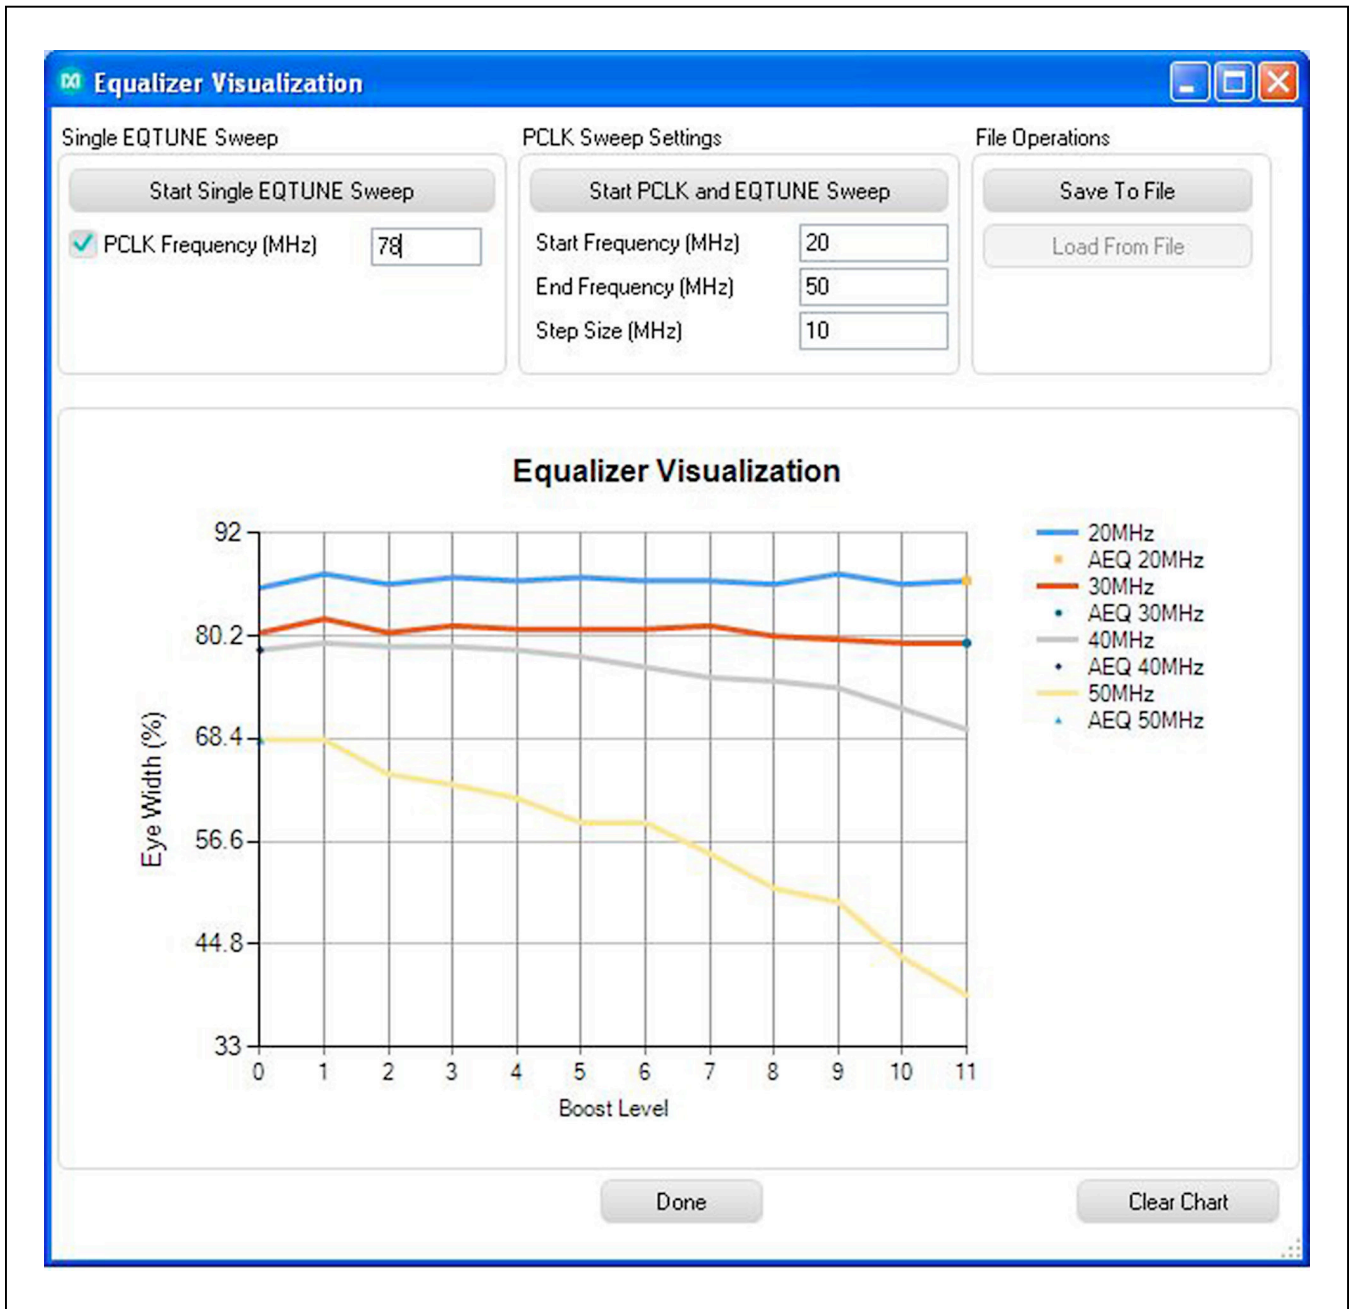 Equalizer Visualization
Single EQTUNE Sweep
PCLK Sweep Settings
File Operations
Start Single EQTUNE Sweep
Start PCLK and EQTUNE Sweep
Save To File
PCLK Frequency (MHz)
78
Start Frequency (MHz)
20
Load From File
End Frequency (MHz)
50
Step Size (MHz)
10
Equalizer Visualization
92
80.2
68.4
56.6
44.8
33
Eye Width (%)
0 1 2 3 4 5 6 7 8 9 10 11
Boost Level
20MHz
AEQ 20MHz
30MHz
AEQ 30MHz
40MHz
AEQ 40MHz
50MHz
AEQ 50MHz
Done
Clear Chart